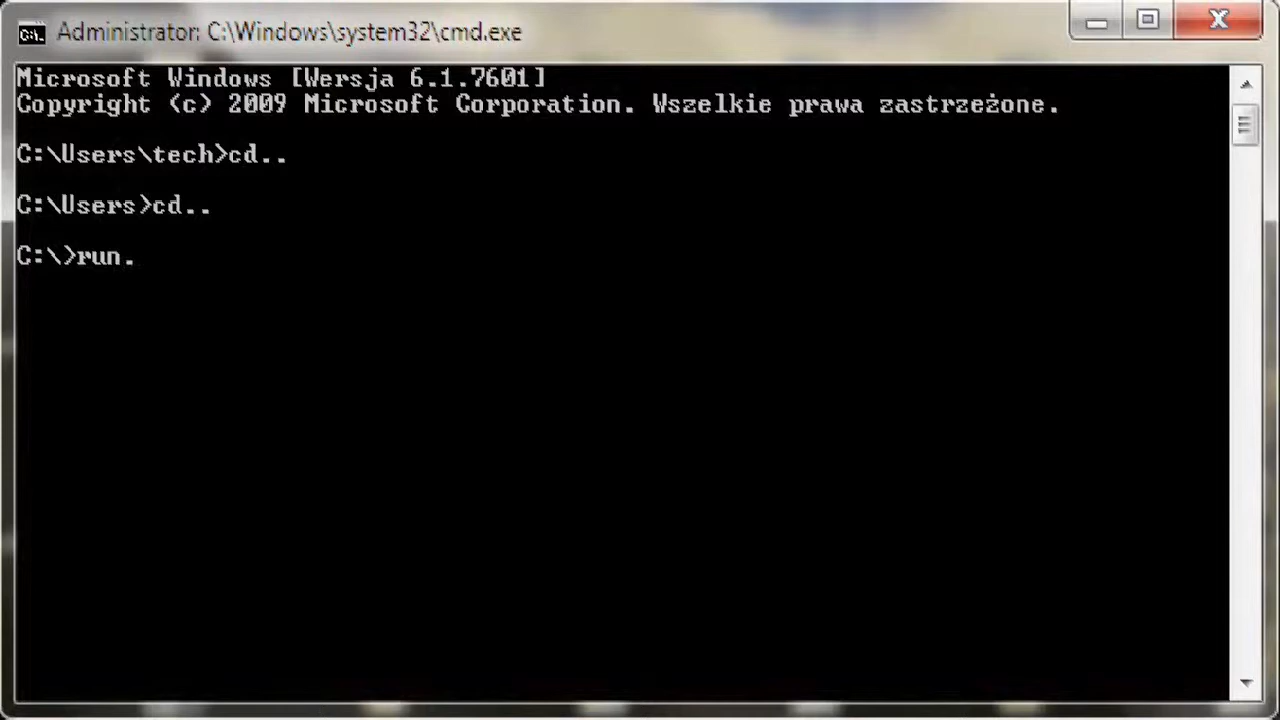 Administrator: C:\Windows\system32\cmd.exe
Microsoft Windows [Wersja 6.1.7601]
Copyright (c) 2009 Microsoft Corporation. Wszelkie prawa zastrzeżone.
C:\Users\tech>cd..
C:\Users>cd..
C:\>run.